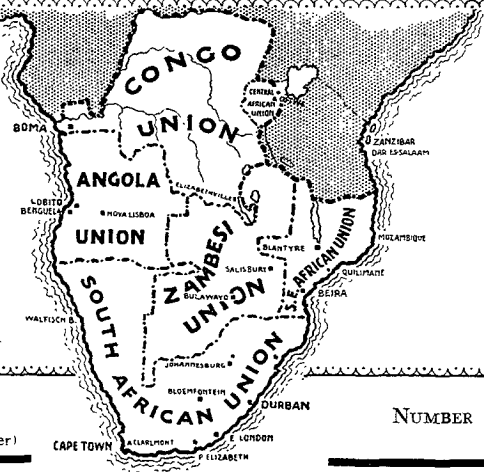 CONGO
UNION
CENTRAL
AFRICAN
UNION
BOMA
ZANZIBAR
DAR ES-SALAAM
ANGOLA
ELIZABETHVILLE
LOBITO
BENGUELA
NOVA LISBOA
UNION
ZAMBESI
UNION
BLANTYRE
S.E. AFRICAN UNION
MOZAMBIQUE
SALISBURY
QUILIMANE
BULAWAYO
BEIRA
WALFISCH B.
SOUTH AFRICAN UNION
JOHANNESBURG
BLOEMFONTEIN
DURBAN
NUMBER
er)
CAPE TOWN
CLARLMONT
E LONDON
P ELIZABETH